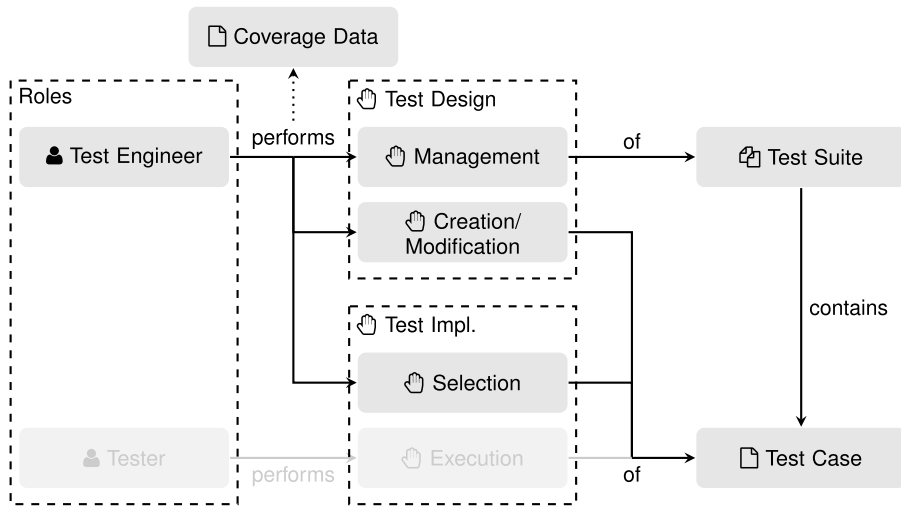 Coverage Data
Roles
Test Design
performs
Test Engineer
Management
of
Test Suite
Creation/
Modification
contains
Test Impl.
Selection
Tester
performs
Execution
of
Test Case